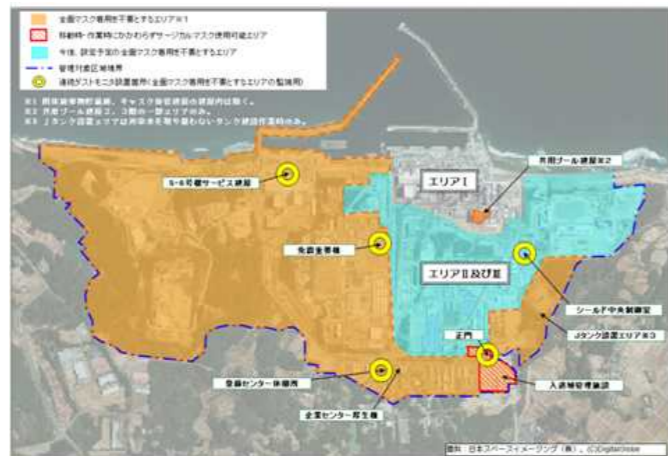 全面マスク着用を不要とするエリア※1
移動時・作業時にかかわらずサージカルマスク使用可能エリア
今後、設定予定の全面マスク着用を不要とするエリア
管理対象区域境界
連続ダストモニタ設置箇所(全面マスク着用を不要とするエリアの監視用)
※1 固体廃棄物貯蔵庫、キャスク保管建屋の建屋内は除く。
※2 共用プール建屋2、3階の一部エリアのみ。
※3 Jタンク設置エリアは汚染水を取り扱わないタンク建設作業時のみ。
5・6号機サービス建屋
エリアⅠ
共用プール建屋※2
免震重要棟
エリアⅡ及びⅢ
シールド中央制御室
Jタンク設置エリア※3
正門
登録センター休憩所
企業センター厚生棟
入退域管理施設
資料:日本スペースイメージング(株)、(C)DigitalGlobe